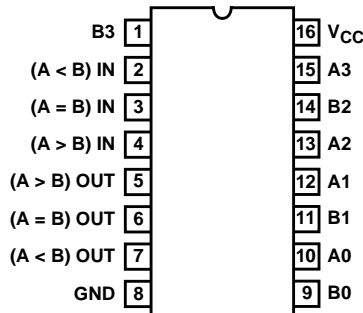 B3 1 16 VCC
(A < B) IN 2 15 A3
(A = B) IN 3 14 B2
(A > B) IN 4 13 A2
(A > B) OUT 5 12 A1
(A = B) OUT 6 11 B1
(A < B) OUT 7 10 A0
GND 8 9 B0